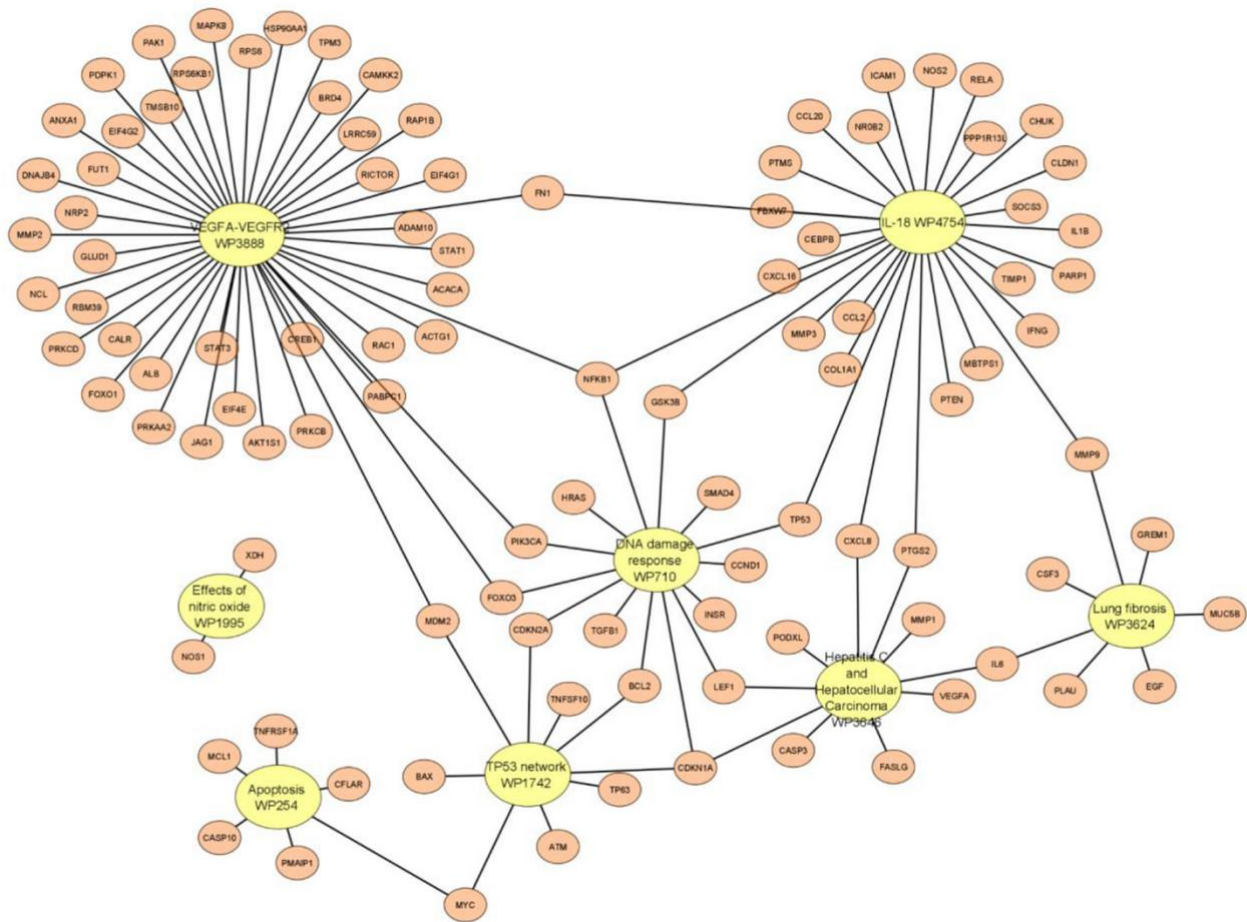 MAPK8
HSP90AA1
PAK1
RPS6
TPM3
PDPK1
RPS6KB1
CAMKK2
TMSB10
BRD4
ANXA1
EIF4G2
LRRC59
RAP1B
DNAJB4
FUT1
RICTOR
EIF4G1
NRP2
MMP2
VEGFA-VEGFR2
WP3888
ADAM10
STAT1
GLUD1
NCL
RBM39
ACACA
PRKCD
CALR
STAT3
CREB1
RAC1
ACTG1
FOXO1
ALB
PABPC1
PRKAA2
EIF4E
JAG1
AKT1S1
PRKCB
FN1
ICAM1
NOS2
RELA
CCL20
NR0B2
PPP1R13L
CHUK
PTMS
CLDN1
FBXW7
IL-18 WP4754
SOCS3
CEBPB
IL1B
CXCL16
TIMP1
PARP1
MMP3
CCL2
IFNG
COL1A1
MBTPS1
PTEN
NFKB1
GSK3B
MMP9
HRAS
SMAD4
TP53
PIK3CA
DNA damage
response
WP710
CCND1
CXCL8
PTGS2
FOXO3
INSR
TGFB1
CDKN2A
MDM2
XDH
Effects of
nitric oxide
WP1995
NOS1
GREM1
CSF3
Lung fibrosis
WP3624
MUC5B
PLAU
EGF
IL6
MMP1
PODXL
Hepatitis C
and
Hepatocellular
Carcinoma
WP3646
VEGFA
CASP3
FASLG
BCL2
LEF1
TNFSF10
TP53 network
WP1742
CDKN1A
BAX
TP63
ATM
TNFRSF1A
MCL1
Apoptosis
WP254
CFLAR
CASP10
PMAIP1
MYC